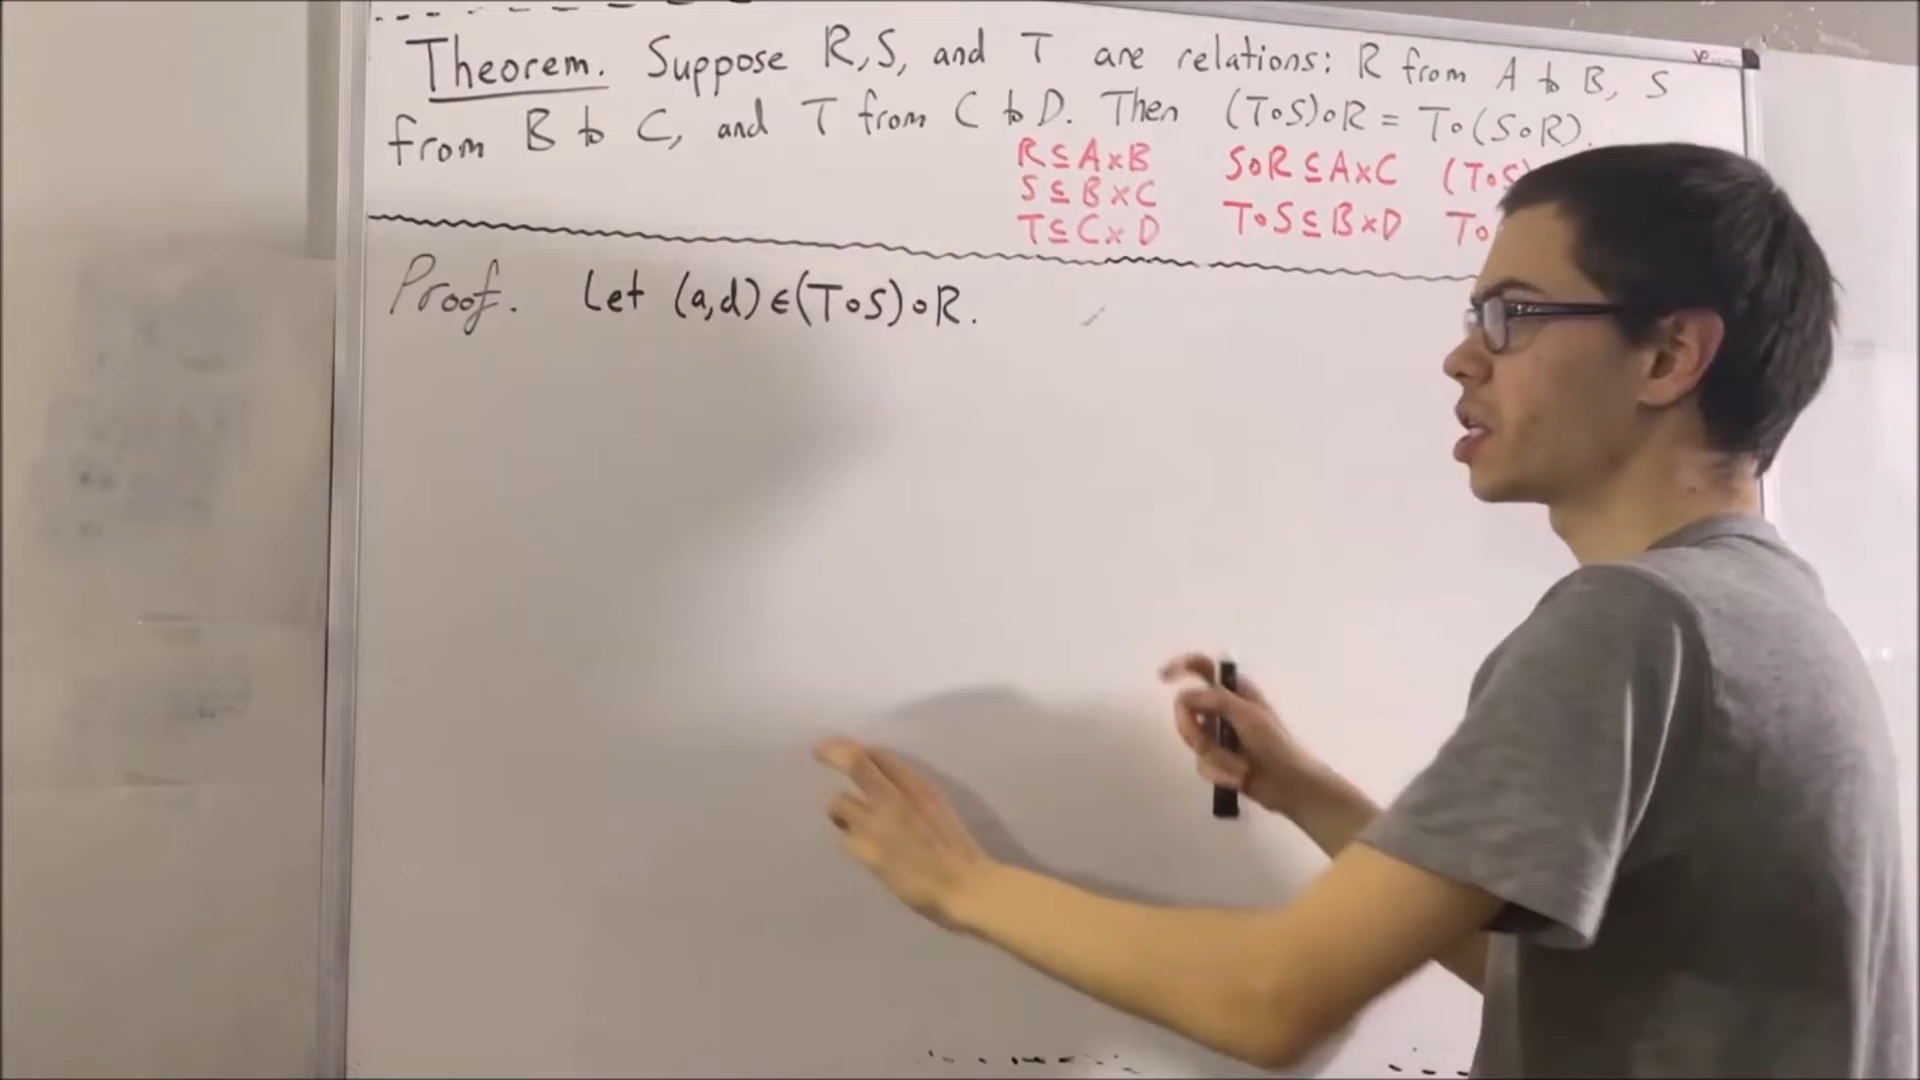 Theorem. Suppose R, S, and T are relations: R from A to B, S
from B to C, and T from C to D. Then (T∘S)∘R = T∘(S∘R).
R ⊆ A×B S∘R ⊆ A×C (T∘S)
S ⊆ B×C
T ⊆ C×D T∘S ⊆ B×D T∘
Proof. Let (a,d) ∈ (T∘S)∘R.